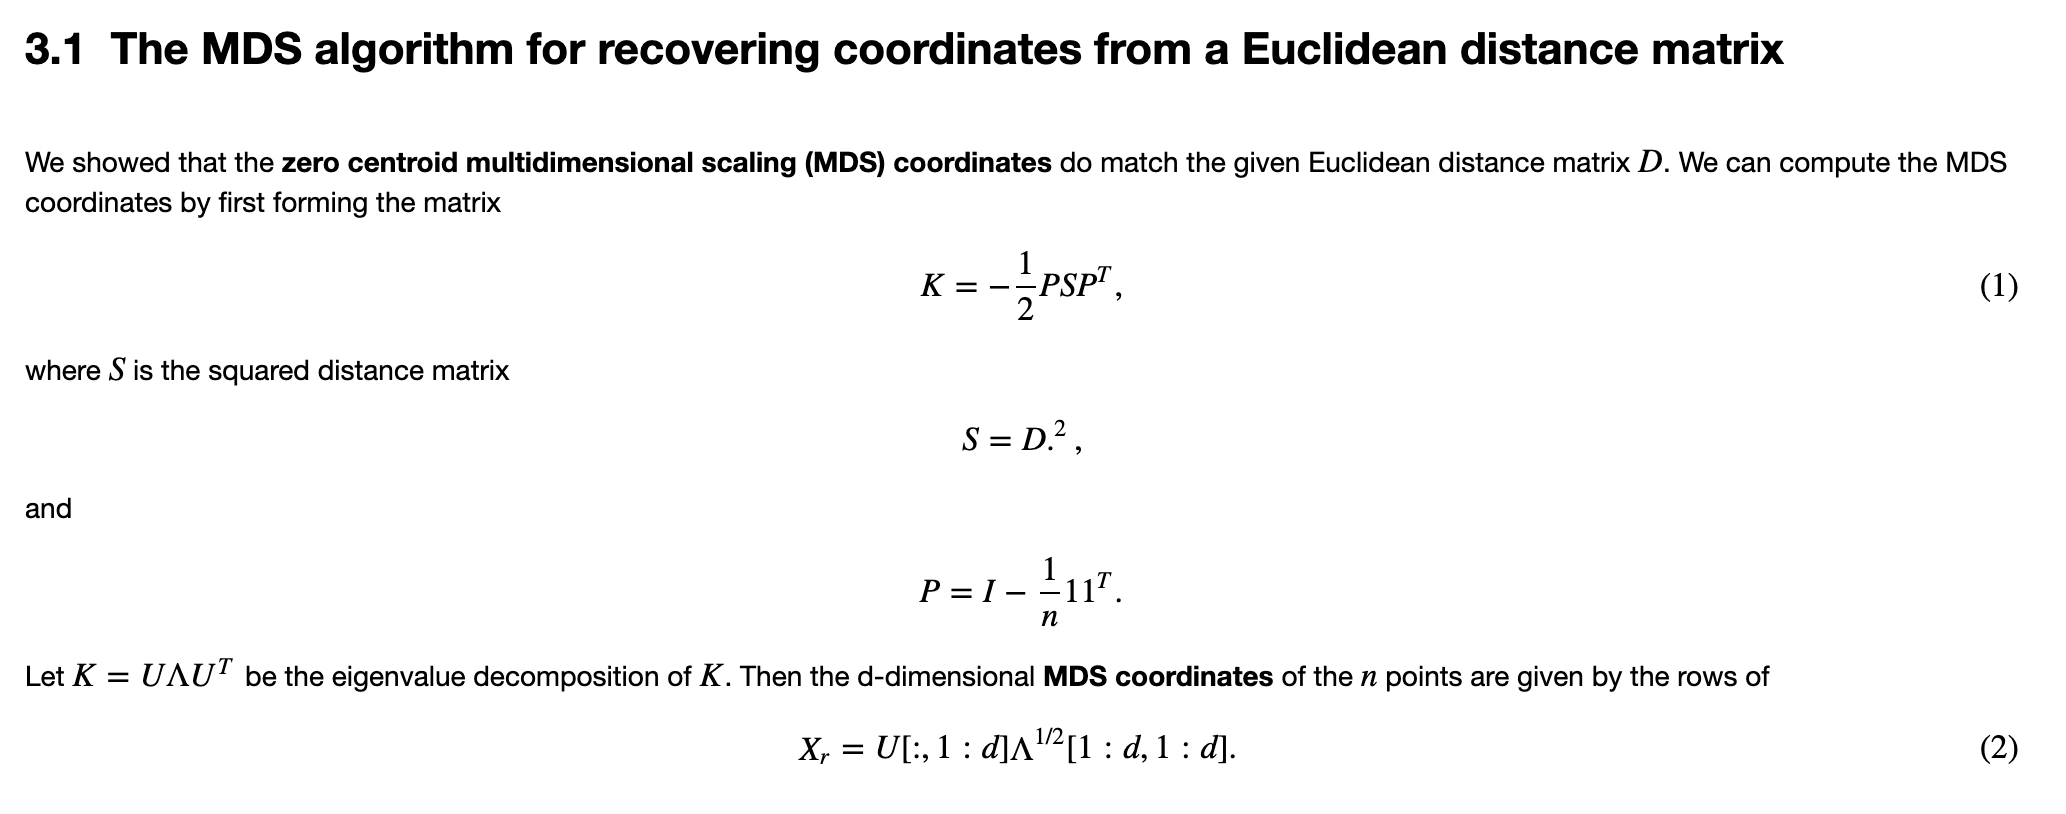 3.1 The MDS algorithm for recovering coordinates from a Euclidean distance matrix
We showed that the zero centroid multidimensional scaling (MDS) coordinates do match the given Euclidean distance matrix D. We can compute the MDS
coordinates by first forming the matrix
K = −\frac{1}{2}PSP^T, (1)
where S is the squared distance matrix
S = D.^2,
and
P = I − \frac{1}{n}11^T.
Let K = UΛU^T be the eigenvalue decomposition of K. Then the d-dimensional MDS coordinates of the n points are given by the rows of
X_r = U[:, 1 : d]Λ^{1/2}[1 : d, 1 : d]. (2)